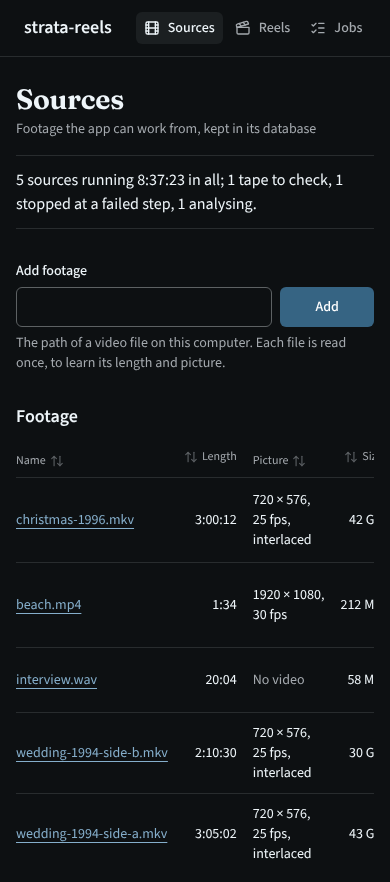 strata-reels Sources Reels Jobs
Sources
Footage the app can work from, kept in its database
5 sources running 8:37:23 in all; 1 tape to check, 1
stopped at a failed step, 1 analysing.
Add footage
Add
The path of a video file on this computer. Each file is read
once, to learn its length and picture.
Footage
Name Length Picture
christmas-1996.mkv 3:00:12 720 × 576, 25 fps, interlaced 42 G
beach.mp4 1:34 1920 × 1080, 30 fps 212 M
interview.wav 20:04 No video 58 M
wedding-1994-side-b.mkv 2:10:30 720 × 576, 25 fps, interlaced 30 G
wedding-1994-side-a.mkv 3:05:02 720 × 576, 25 fps, interlaced 43 G